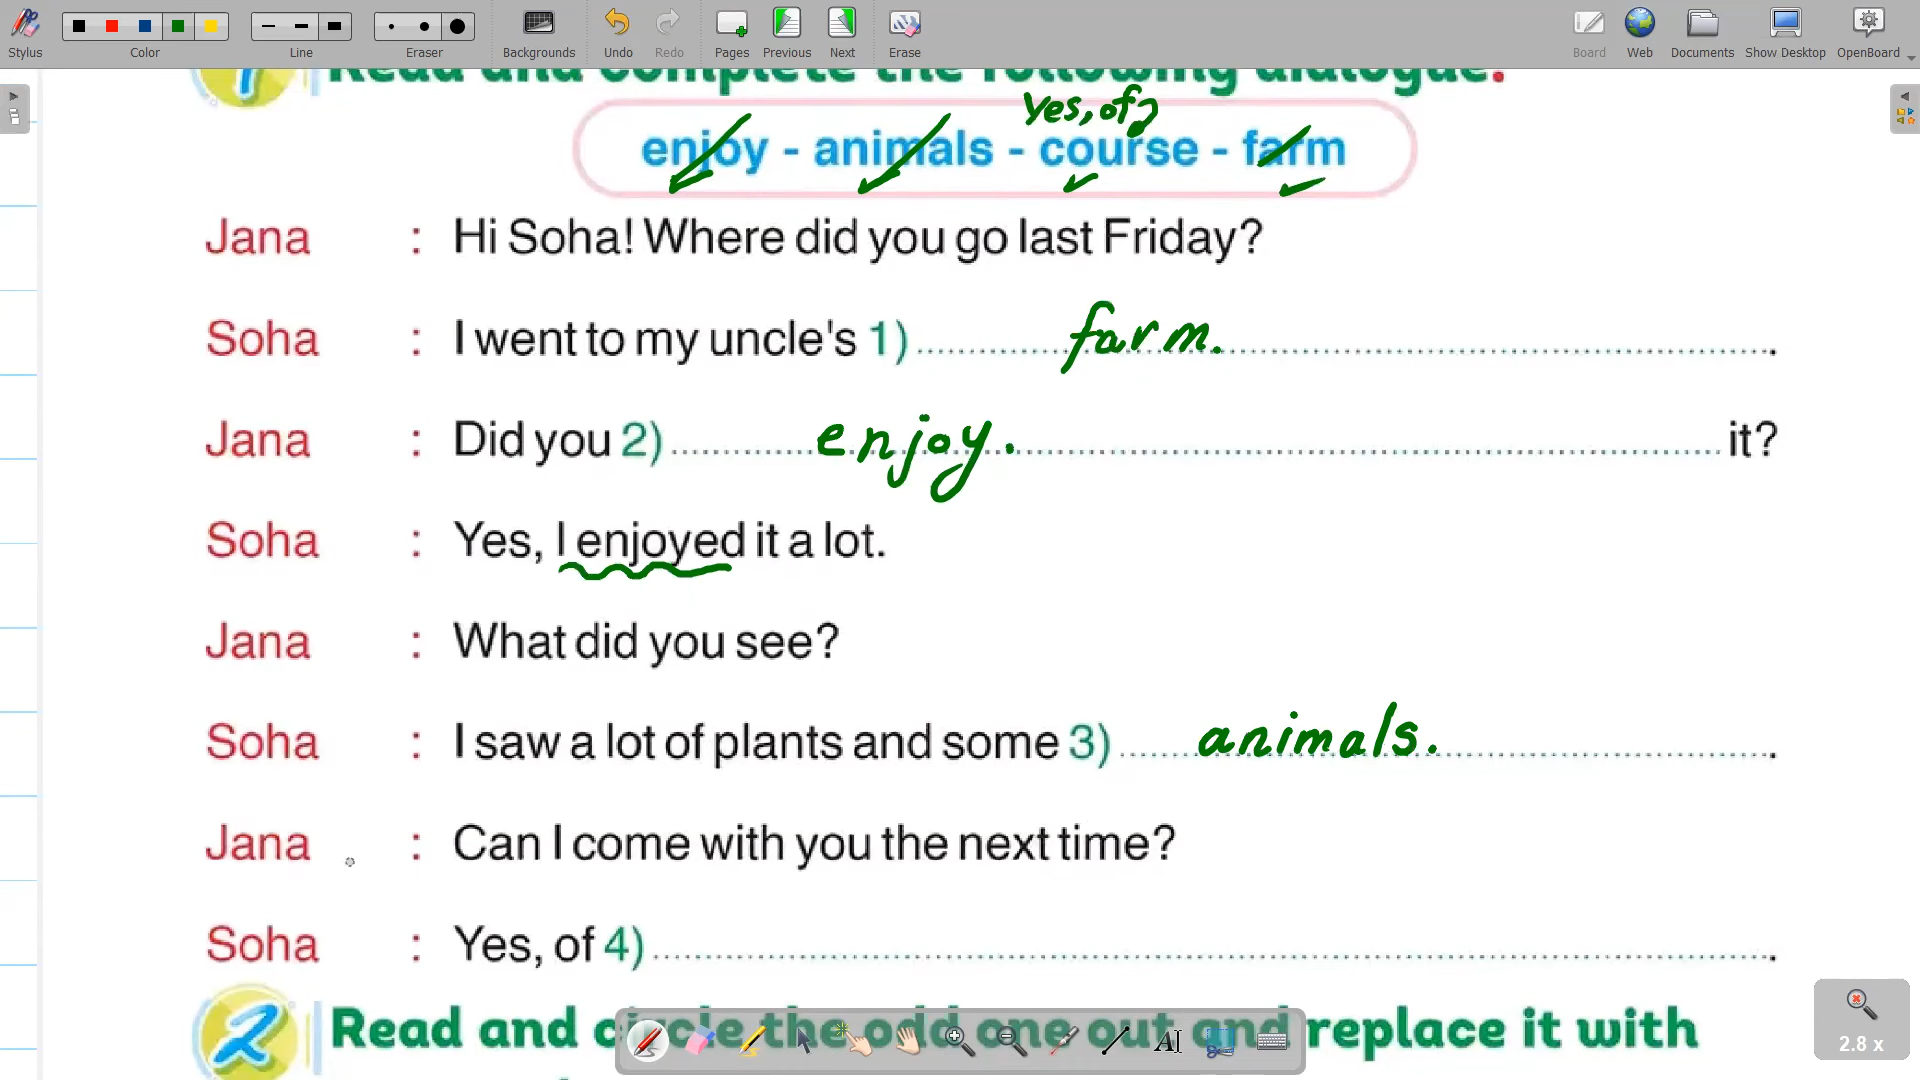 Stylus Color Line Eraser Backgrounds Undo Redo Pages Previous Next Erase Board Web Documents Show Desktop OpenBoard
1 Read and complete the following dialogue.
Yes, of
enjoy - animals - course - farm
Jana : Hi Soha! Where did you go last Friday?
Soha : I went to my uncle's 1) farm. .
Jana : Did you 2) enjoy. it?
Soha : Yes, I enjoyed it a lot.
Jana : What did you see?
Soha : I saw a lot of plants and some 3) animals. .
Jana : Can I come with you the next time?
Soha : Yes, of 4) .
2 Read and circle the odd one out and replace it with
2.8 x